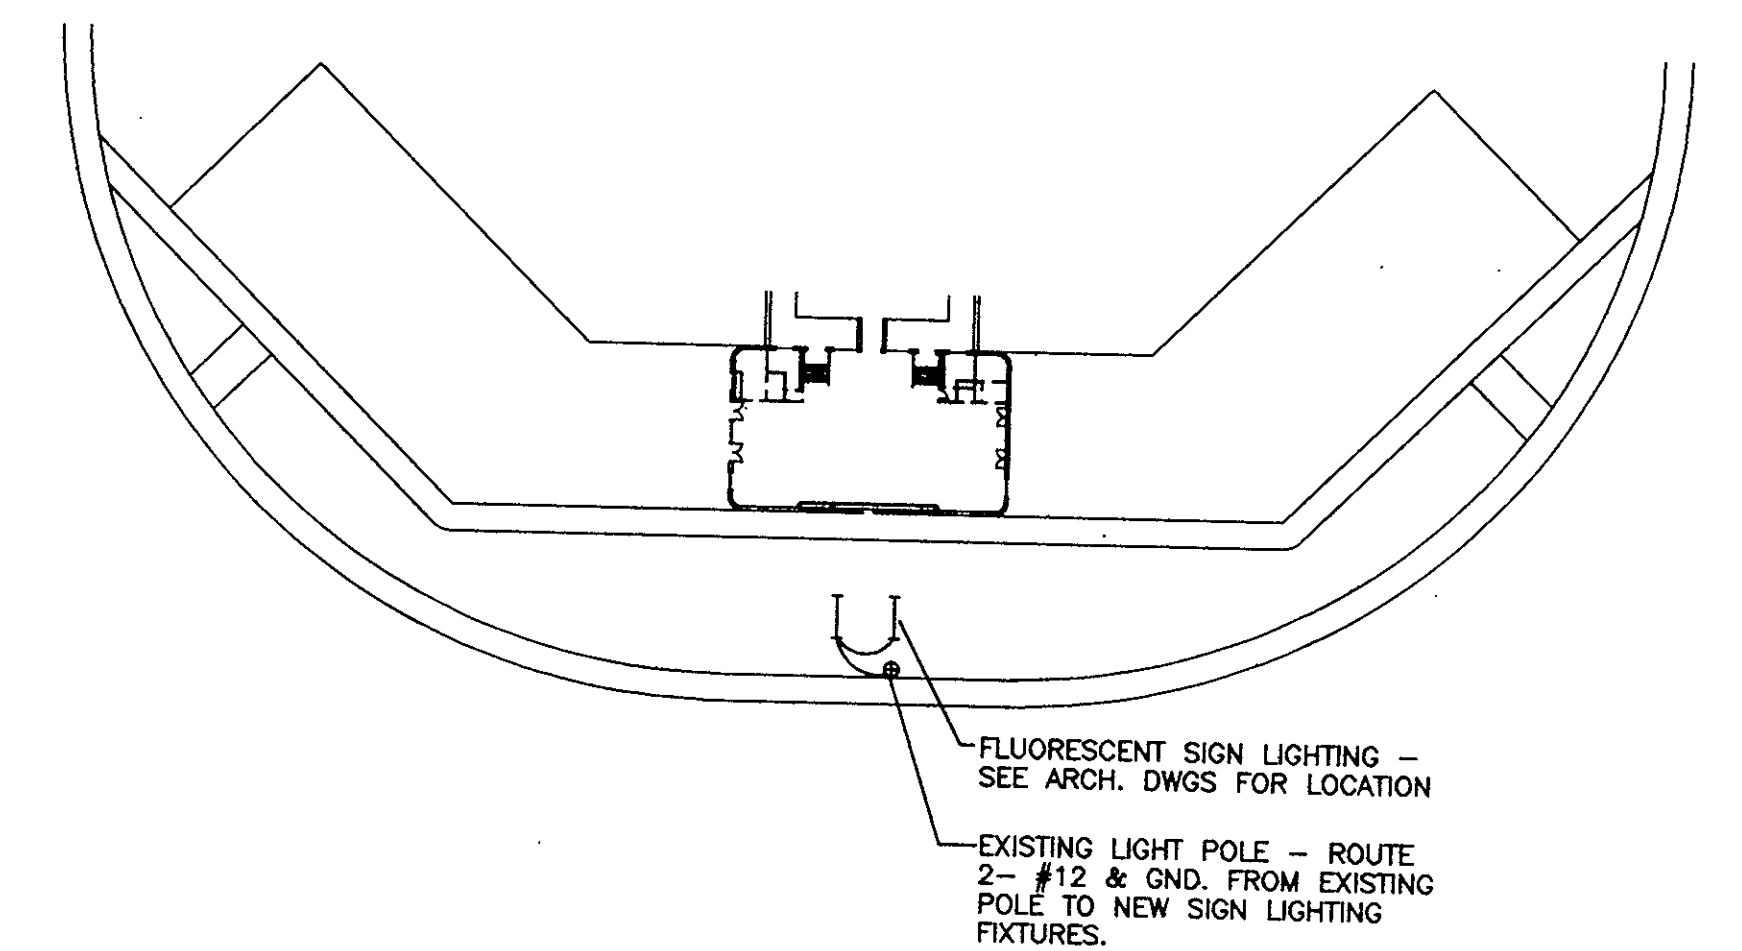 FLUORESCENT SIGN LIGHTING –
SEE ARCH. DWGS FOR LOCATION
EXISTING LIGHT POLE – ROUTE
2– #12 & GND. FROM EXISTING
POLE TO NEW SIGN LIGHTING
FIXTURES.